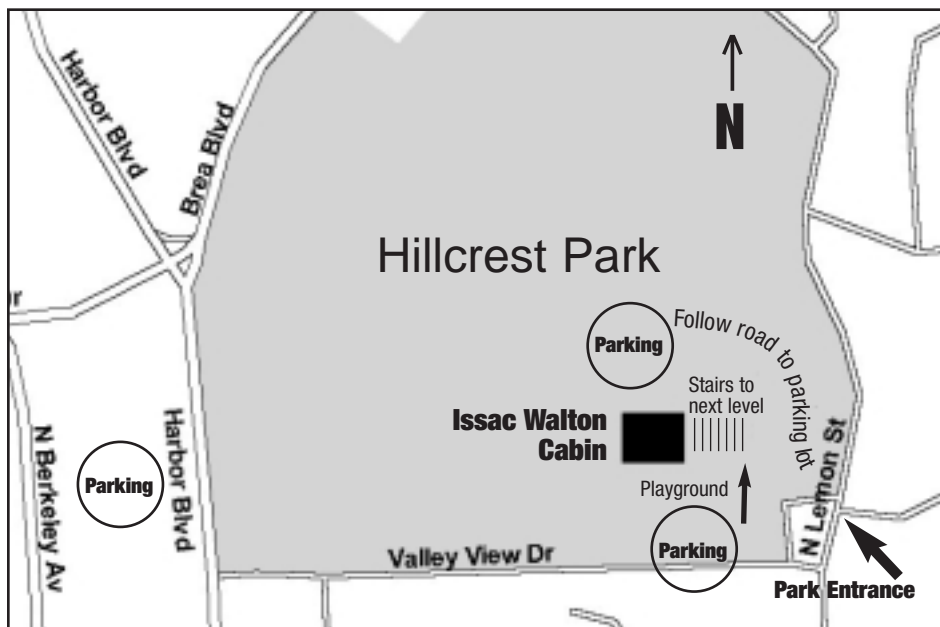 Harbor Blvd
Brea Blvd
N
Hillcrest Park
Parking
Follow road to parking lot
Stairs to
next level
Issac Walton
Cabin
Harbor Blvd
N Berkeley Av
Parking
Playground
N Lemon St
Parking
Valley View Dr
Park Entrance